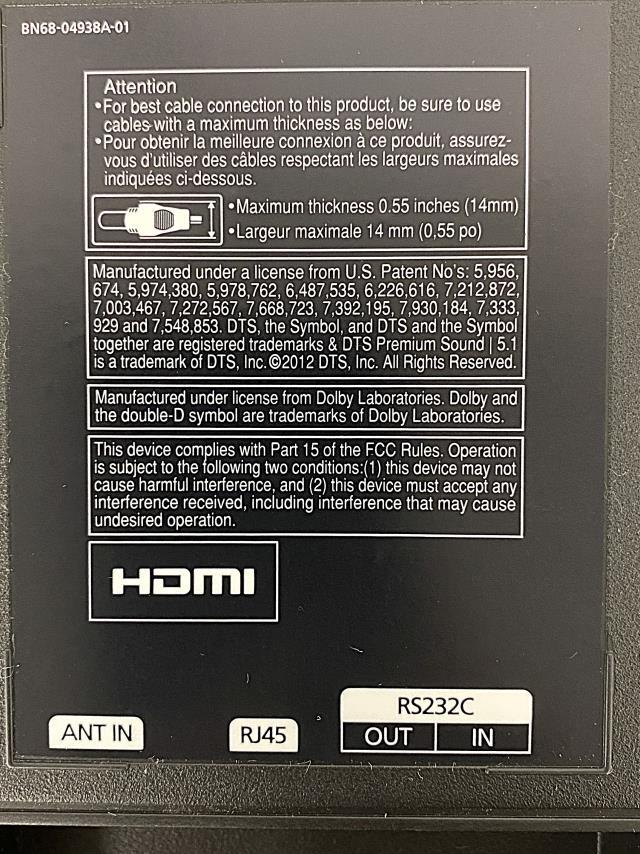 BN68-04938A-01
Attention
•For best cable connection to this product, be sure to use
cables with a maximum thickness as below:
•Pour obtenir la meilleure connexion à ce produit, assurez-
vous d'utiliser des câbles respectant les largeurs maximales
indiquées ci-dessous.
•Maximum thickness 0.55 inches (14mm)
•Largeur maximale 14 mm (0,55 po)
Manufactured under a license from U.S. Patent No's: 5,956,
674, 5,974,380, 5,978,762, 6,487,535, 6,226,616, 7,212,872,
7,003,467, 7,272,567, 7,668,723, 7,392,195, 7,930,184, 7,333,
929 and 7,548,853. DTS, the Symbol, and DTS and the Symbol
together are registered trademarks & DTS Premium Sound | 5.1
is a trademark of DTS, Inc.©2012 DTS, Inc. All Rights Reserved.
Manufactured under license from Dolby Laboratories. Dolby and
the double-D symbol are trademarks of Dolby Laboratories.
This device complies with Part 15 of the FCC Rules. Operation
is subject to the following two conditions:(1) this device may not
cause harmful interference, and (2) this device must accept any
interference received, including interference that may cause
undesired operation.
HDMI
ANT IN
RJ45
RS232C
OUT IN